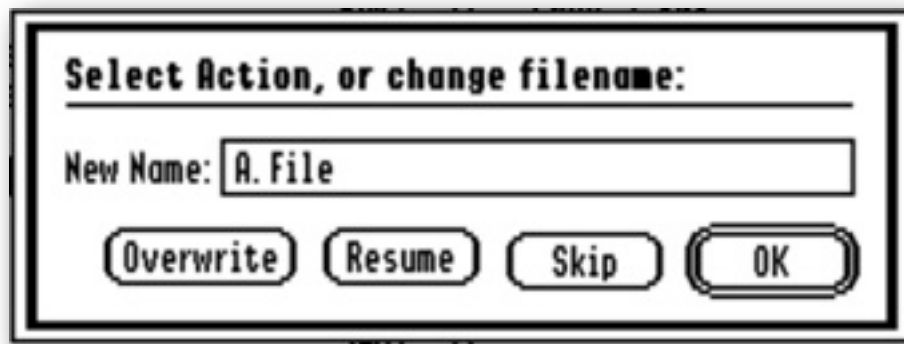 Select Action, or change filename:
New Name: A.File
Overwrite Resume Skip OK